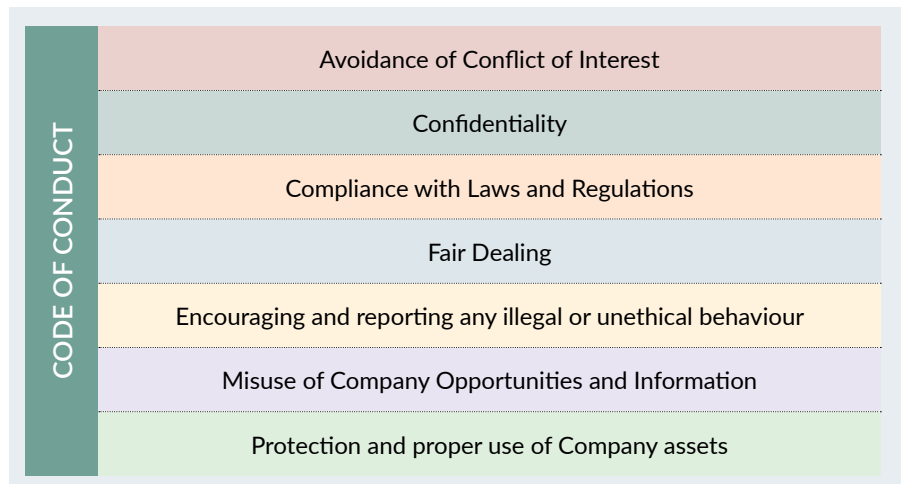 CODE OF CONDUCT
Avoidance of Conflict of Interest
Confidentiality
Compliance with Laws and Regulations
Fair Dealing
Encouraging and reporting any illegal or unethical behaviour
Misuse of Company Opportunities and Information
Protection and proper use of Company assets